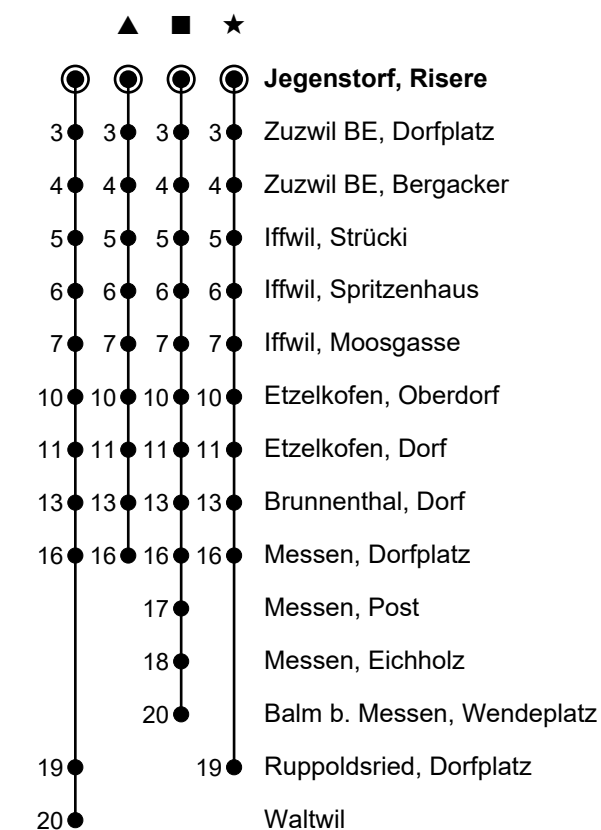 ▲ ■ ★
Jegenstorf, Risere
3 3 3 3 Zuzwil BE, Dorfplatz
4 4 4 4 Zuzwil BE, Bergacker
5 5 5 5 Iffwil, Strücki
6 6 6 6 Iffwil, Spritzenhaus
7 7 7 7 Iffwil, Moosgasse
10 10 10 10 Etzelkofen, Oberdorf
11 11 11 11 Etzelkofen, Dorf
13 13 13 13 Brunnenthal, Dorf
16 16 16 16 Messen, Dorfplatz
17 Messen, Post
18 Messen, Eichholz
20 Balm b. Messen, Wendeplatz
19 19 Ruppoldsried, Dorfplatz
20 Waltwil